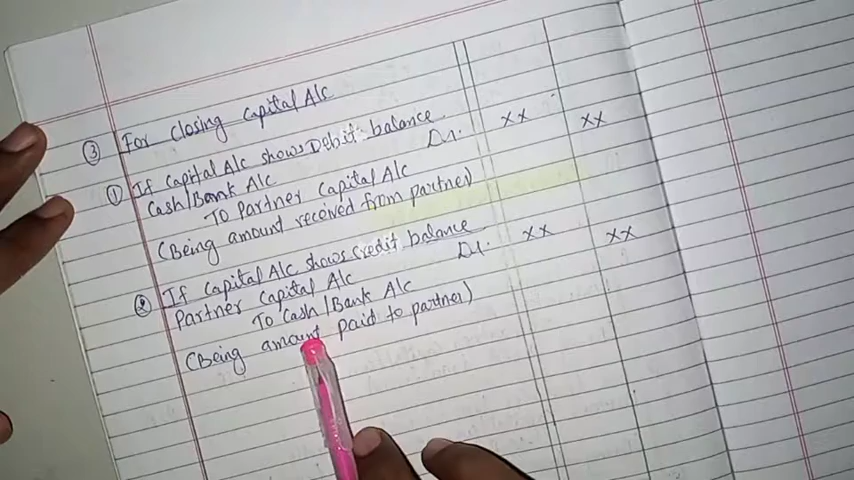 ③ For closing Capital A/c
① If Capital A/c shows Debit balance
Cash/Bank A/c Dr. xx
To Partner Capital A/c xx
(Being amount received from partner)
② If Capital A/c shows credit balance
Partner Capital A/c Dr. xx
To Cash/Bank A/c xx
(Being amount paid to partner)